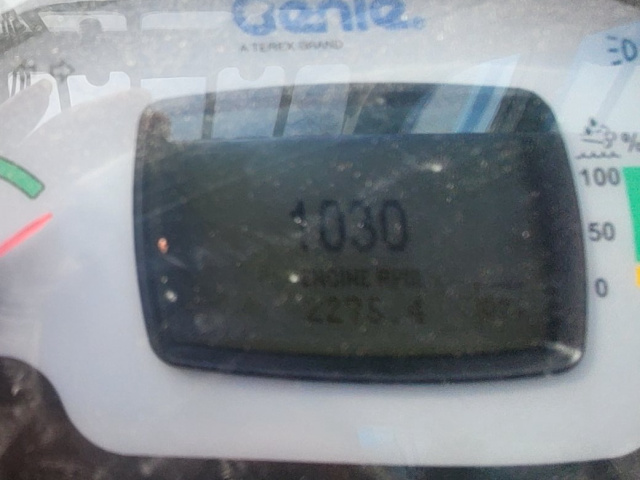 Genie
A TEREX BRAND
%
100
1030
50
ENGINE RPM
0
2275.4